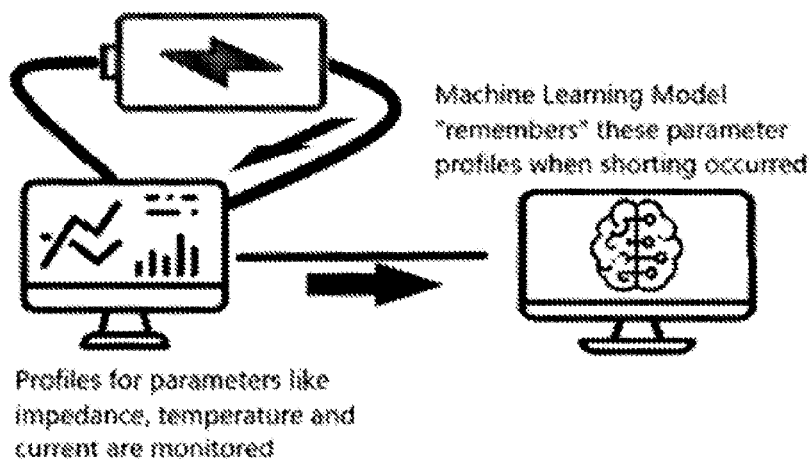 Machine Learning Model
"remembers" these parameter
profiles when shorting occurred
Profiles for parameters like
impedance, temperature and
current are monitored